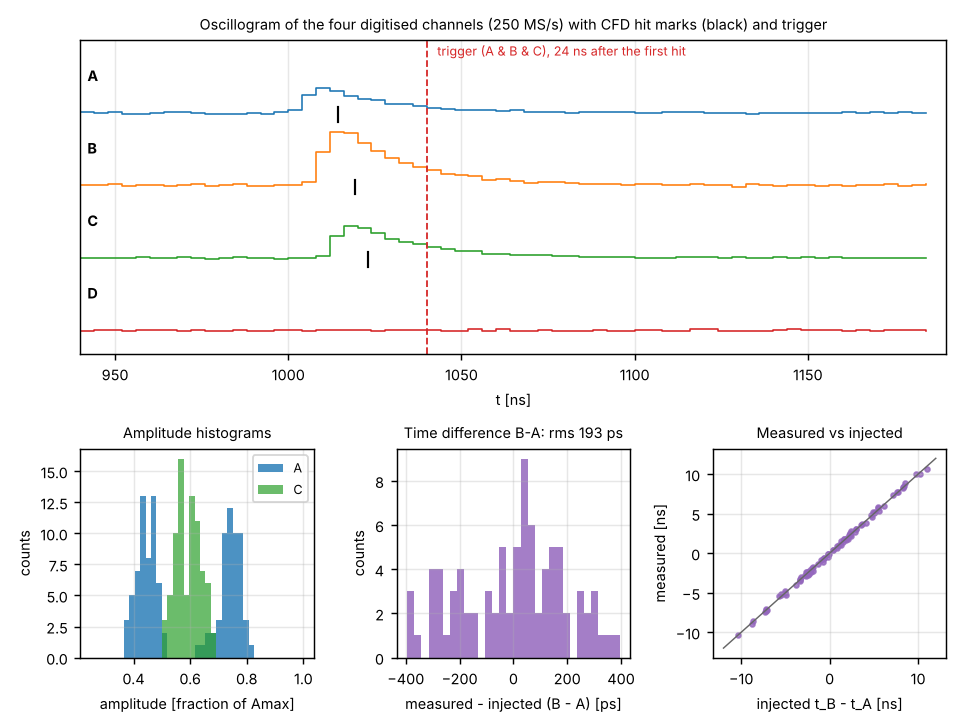 Oscillogram of the four digitised channels (250 MS/s) with CFD hit marks (black) and trigger
trigger (A & B & C), 24 ns after the first hit
A
B
C
D
950 1000 1050 1100 1150
t [ns]
Amplitude histograms
counts
15.0
12.5
10.0
7.5
5.0
2.5
0.0
A
C
0.4 0.6 0.8 1.0
amplitude [fraction of Amax]
Time difference B-A: rms 193 ps
counts
8
6
4
2
0
−400 −200 0 200 400
measured - injected (B - A) [ps]
Measured vs injected
measured [ns]
10
5
0
−5
−10
−10 0 10
injected t_B - t_A [ns]